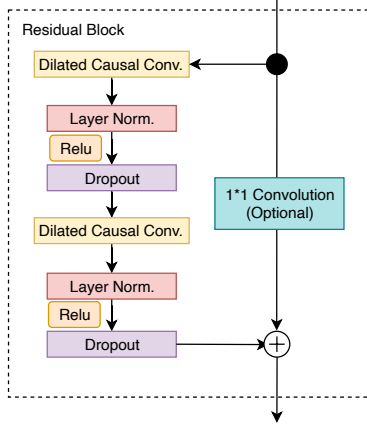 Residual Block
Dilated Causal Conv.
Layer Norm.
Relu
Dropout
Dilated Causal Conv.
Layer Norm.
Relu
Dropout
1*1 Convolution
(Optional)